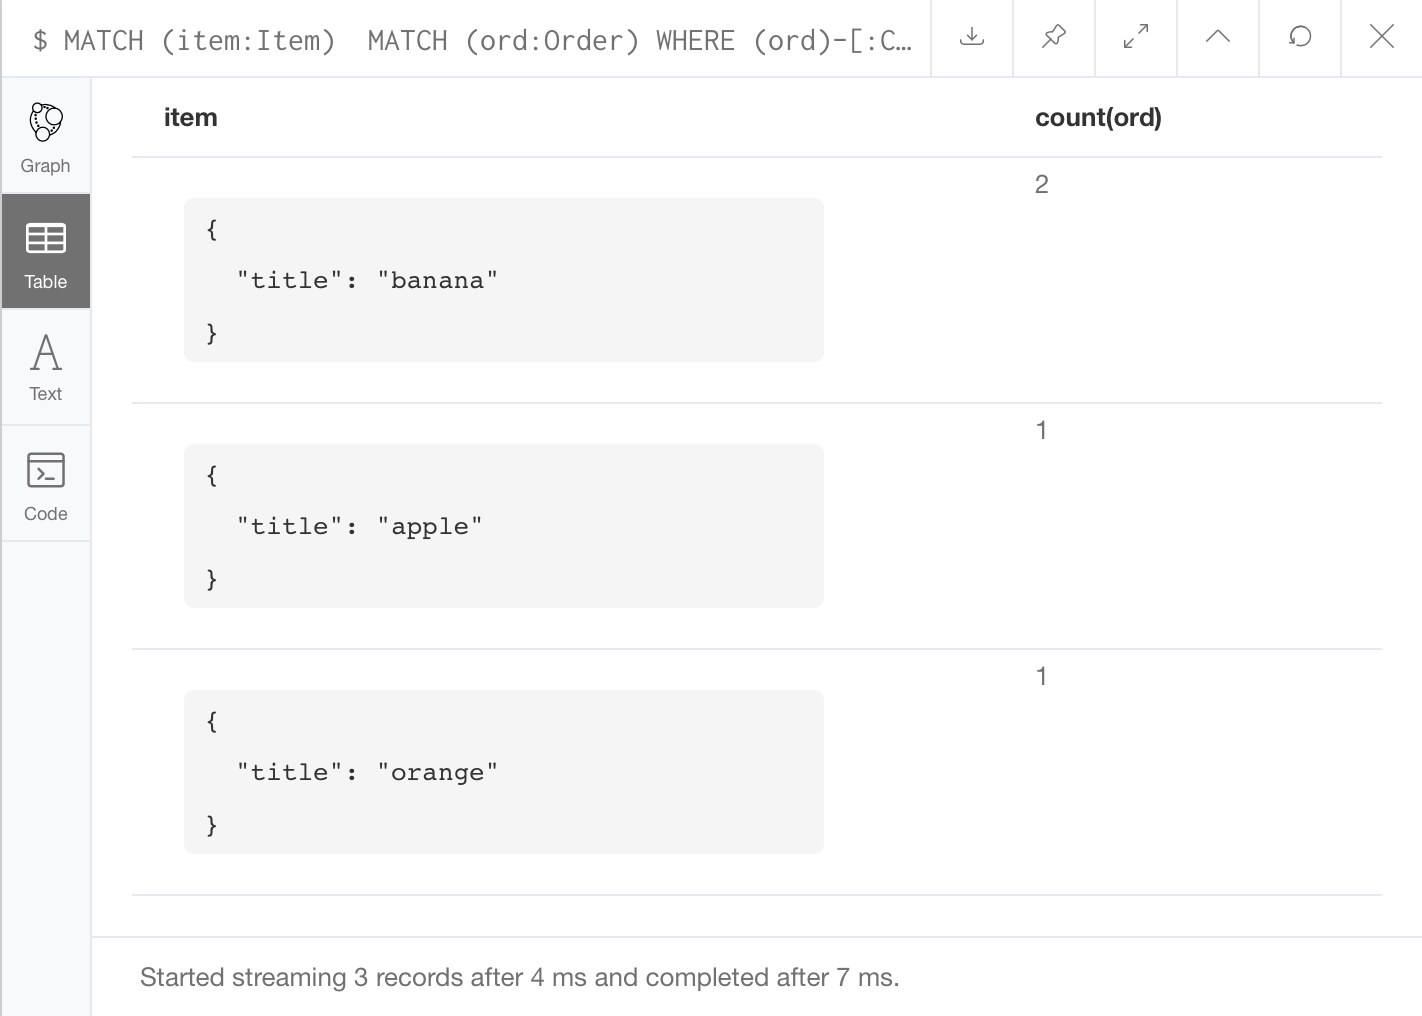 $ MATCH (item:Item)  MATCH (ord:Order) WHERE (ord)-[:C…
Graph
Table
Text
Code
item count(ord)
2
{
"title": "banana"
}
1
{
"title": "apple"
}
1
{
"title": "orange"
}
Started streaming 3 records after 4 ms and completed after 7 ms.